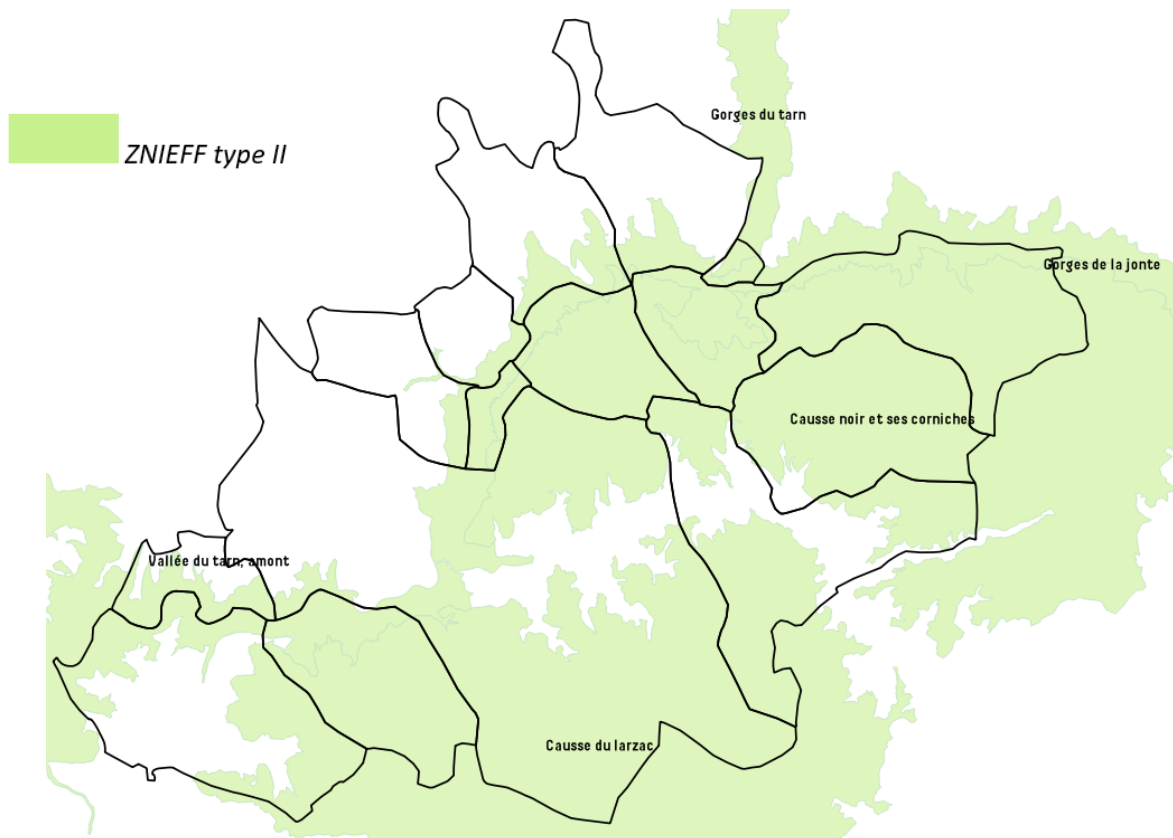 Gorges du tarn
ZNIEFF type II
Gorges de la jonte
Causse noir et ses corniches
Vallée du tarn, amont
Causse du larzac